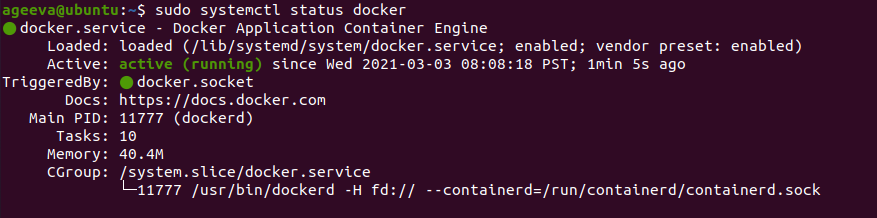 ageeva@ubuntu:~$ sudo systemctl status docker
● docker.service - Docker Application Container Engine
     Loaded: loaded (/lib/systemd/system/docker.service; enabled; vendor preset: enabled)
     Active: active (running) since Wed 2021-03-03 08:08:18 PST; 1min 5s ago
TriggeredBy: ● docker.socket
       Docs: https://docs.docker.com
   Main PID: 11777 (dockerd)
      Tasks: 10
     Memory: 40.4M
     CGroup: /system.slice/docker.service
             └─11777 /usr/bin/dockerd -H fd:// --containerd=/run/containerd/containerd.sock